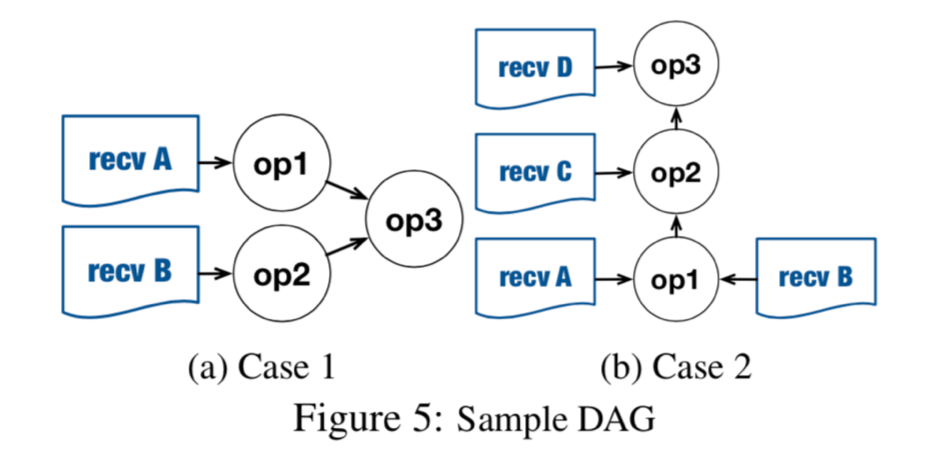 recv A
op1
recv B
op2
op3
(a) Case 1
recv D
op3
recv C
op2
recv A
op1
recv B
(b) Case 2
Figure 5: Sample DAG